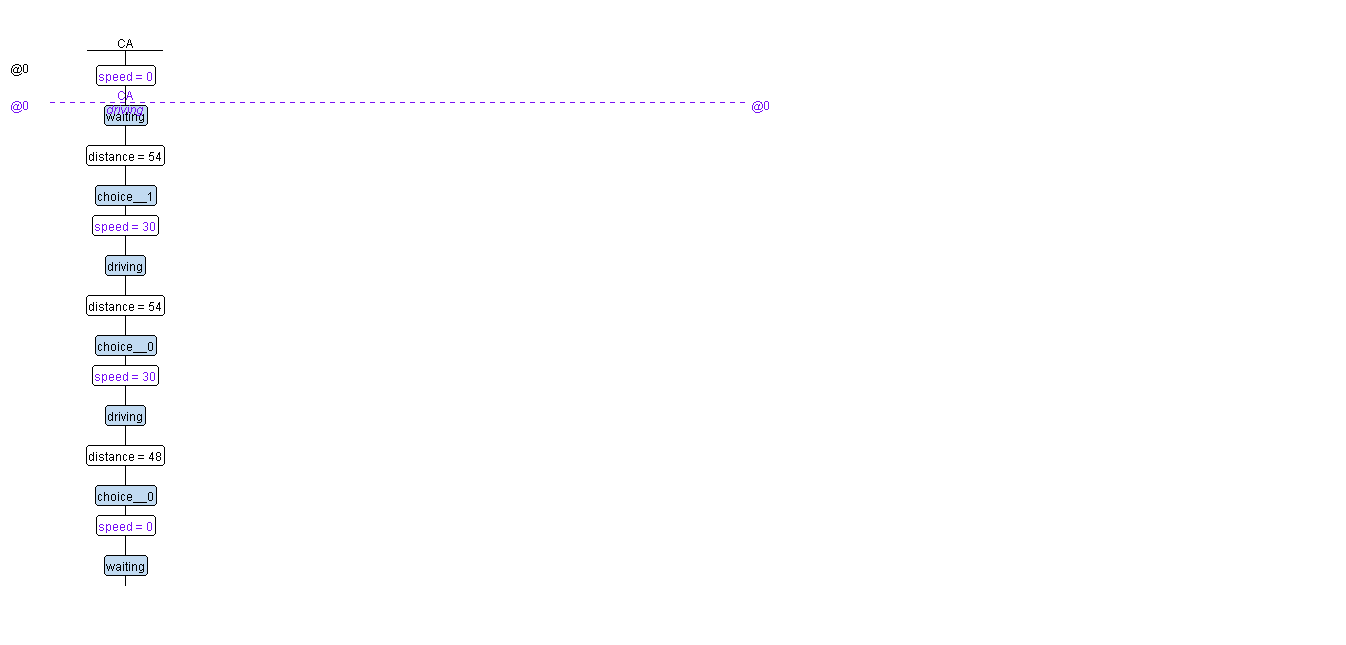 CA
@0
speed = 0
CA
@0
@0
driving
waiting
distance = 54
choice__1
speed = 30
driving
distance = 54
choice__0
speed = 30
driving
distance = 48
choice__0
speed = 0
waiting